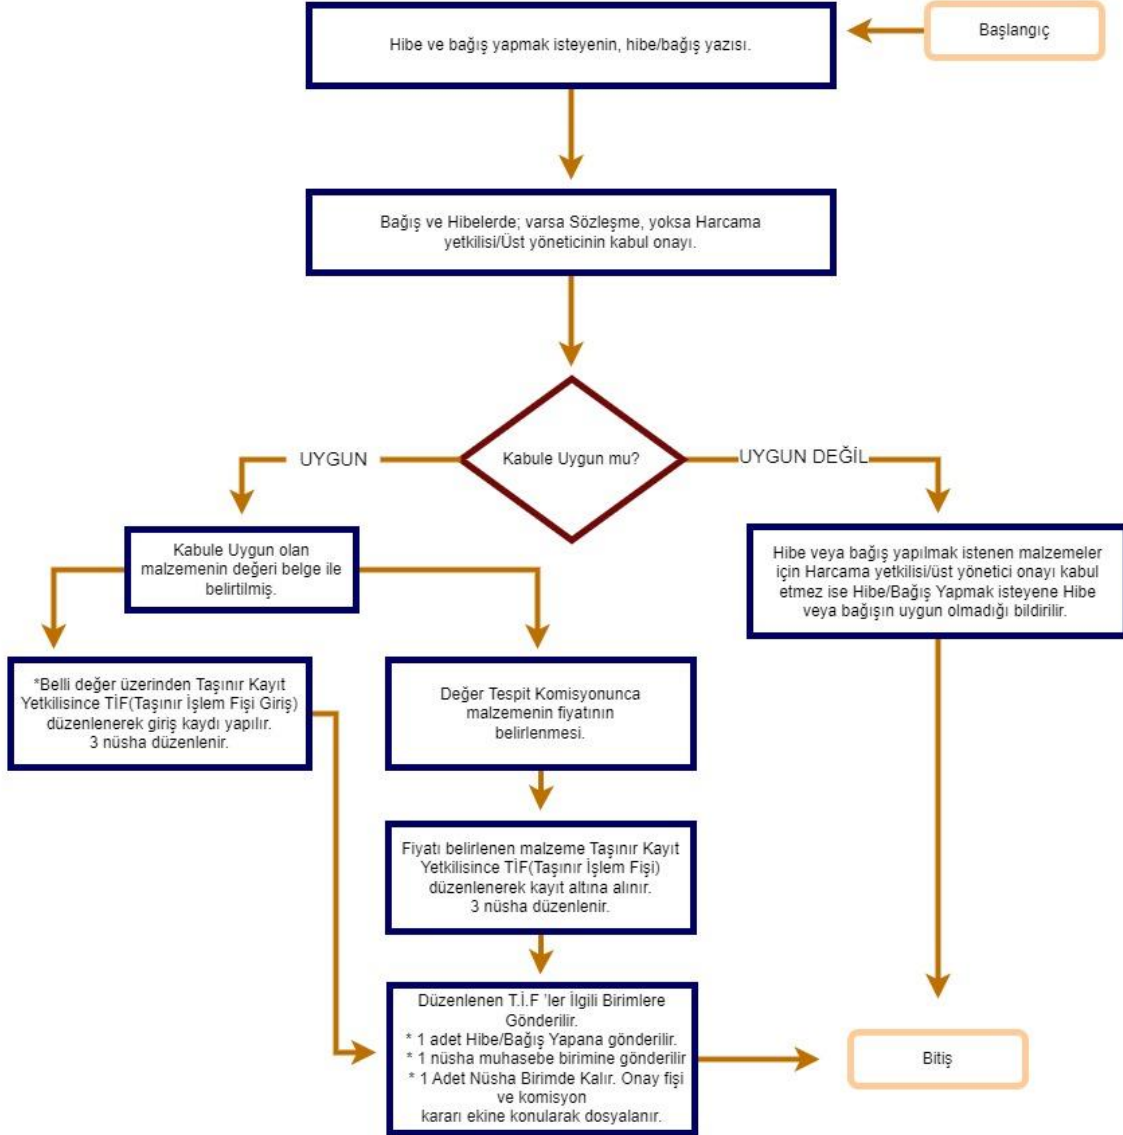 Başlangıç
Hibe ve bağış yapmak isteyenin, hibe/bağış yazısı.
Bağış ve Hibelerde; varsa Sözleşme, yoksa Harcama
yetkilisi/Üst yöneticinin kabul onayı.
Kabule Uygun mu?
UYGUN
UYGUN DEĞİL
Kabule Uygun olan
malzemenin değeri belge ile
belirtilmiş.
Hibe veya bağış yapılmak istenen malzemeler
için Harcama yetkilisi/üst yönetici onayı kabul
etmez ise Hibe/Bağış Yapmak isteyene Hibe
veya bağışın uygun olmadığı bildirilir.
*Belli değer üzerinden Taşınır Kayıt
Yetkilisince TİF(Taşınır İşlem Fişi Giriş)
düzenlenerek giriş kaydı yapılır.
3 nüsha düzenlenir.
Değer Tespit Komisyonunca
malzemenin fiyatının
belirlenmesi.
Fiyatı belirlenen malzeme Taşınır Kayıt
Yetkilisince TİF(Taşınır İşlem Fişi)
düzenlenerek kayıt altına alınır.
3 nüsha düzenlenir.
Düzenlenen T.İ.F 'ler İlgili Birimlere
Gönderilir.
* 1 adet Hibe/Bağış Yapana gönderilir.
* 1 nüsha muhasebe birimine gönderilir
* 1 Adet Nüsha Birimde Kalır. Onay fişi
ve komisyon
kararı ekine konularak dosyalanır.
Bitiş